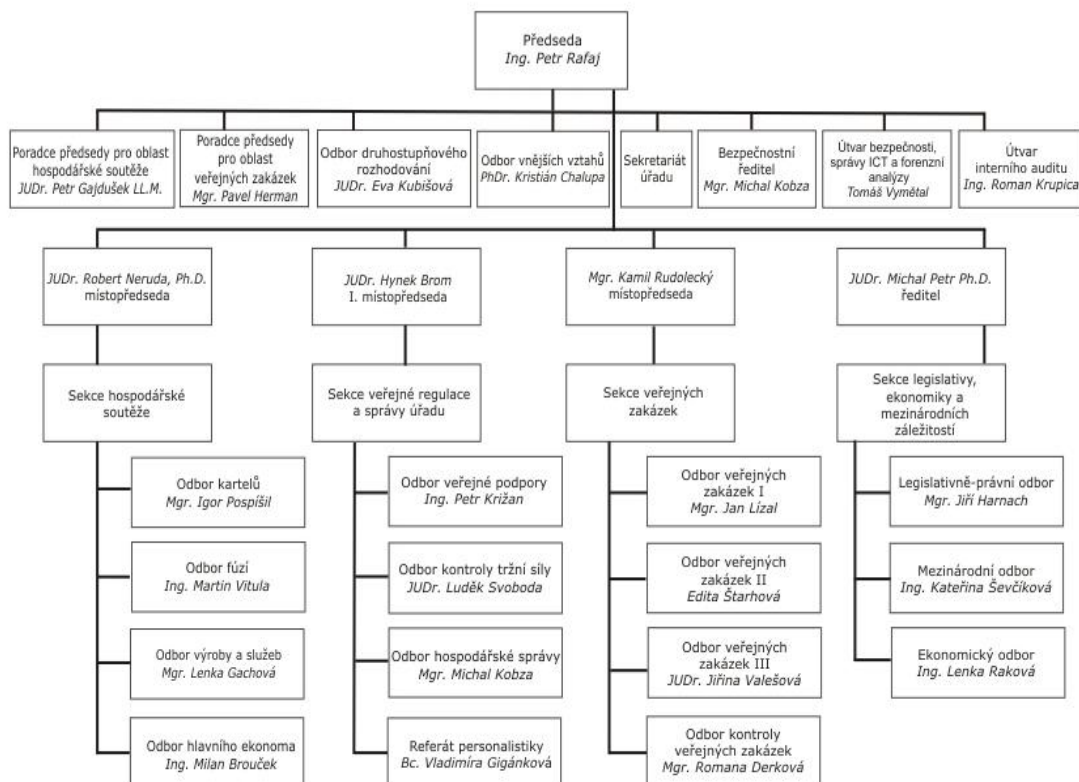 Předseda
Ing. Petr Rafaj
Poradce předsedy pro oblast
hospodářské soutěže
JUDr. Petr Gajdušek LL.M.
Poradce předsedy
pro oblast
veřejných zakázek
Mgr. Pavel Herman
Odbor druhostupňového
rozhodování
JUDr. Eva Kubišová
Odbor vnějších vztahů
PhDr. Kristián Chalupa
Sekretariát
úřadu
Bezpečnostní
ředitel
Mgr. Michal Kobza
Útvar bezpečnosti,
správy ICT a forenzní
analýzy
Tomáš Vymětal
Útvar
interního auditu
Ing. Roman Krupica
JUDr. Robert Neruda, Ph.D.
místopředseda
JUDr. Hynek Brom
I. místopředseda
Mgr. Kamil Rudolecký
místopředseda
JUDr. Michal Petr Ph.D.
ředitel
Sekce hospodářské
soutěže
Sekce veřejné regulace
a správy úřadu
Sekce veřejných
zakázek
Sekce legislativy,
ekonomiky a
mezinárodních
záležitostí
Odbor kartelů
Mgr. Igor Pospíšil
Odbor veřejné podpory
Ing. Petr Križan
Odbor veřejných
zakázek I
Mgr. Jan Lízal
Legislativně-právní odbor
Mgr. Jiří Harnach
Odbor fúzí
Ing. Martin Vitula
Odbor kontroly tržní síly
JUDr. Luděk Svoboda
Odbor veřejných
zakázek II
Edita Štarhová
Mezinárodní odbor
Ing. Kateřina Ševčíková
Odbor výroby a služeb
Mgr. Lenka Gachová
Odbor hospodářské správy
Mgr. Michal Kobza
Odbor veřejných
zakázek III
JUDr. Jiřina Valešová
Ekonomický odbor
Ing. Lenka Raková
Odbor hlavního ekonoma
Ing. Milan Brouček
Referát personalistiky
Bc. Vladimíra Gigánková
Odbor kontroly
veřejných zakázek
Mgr. Romana Derková